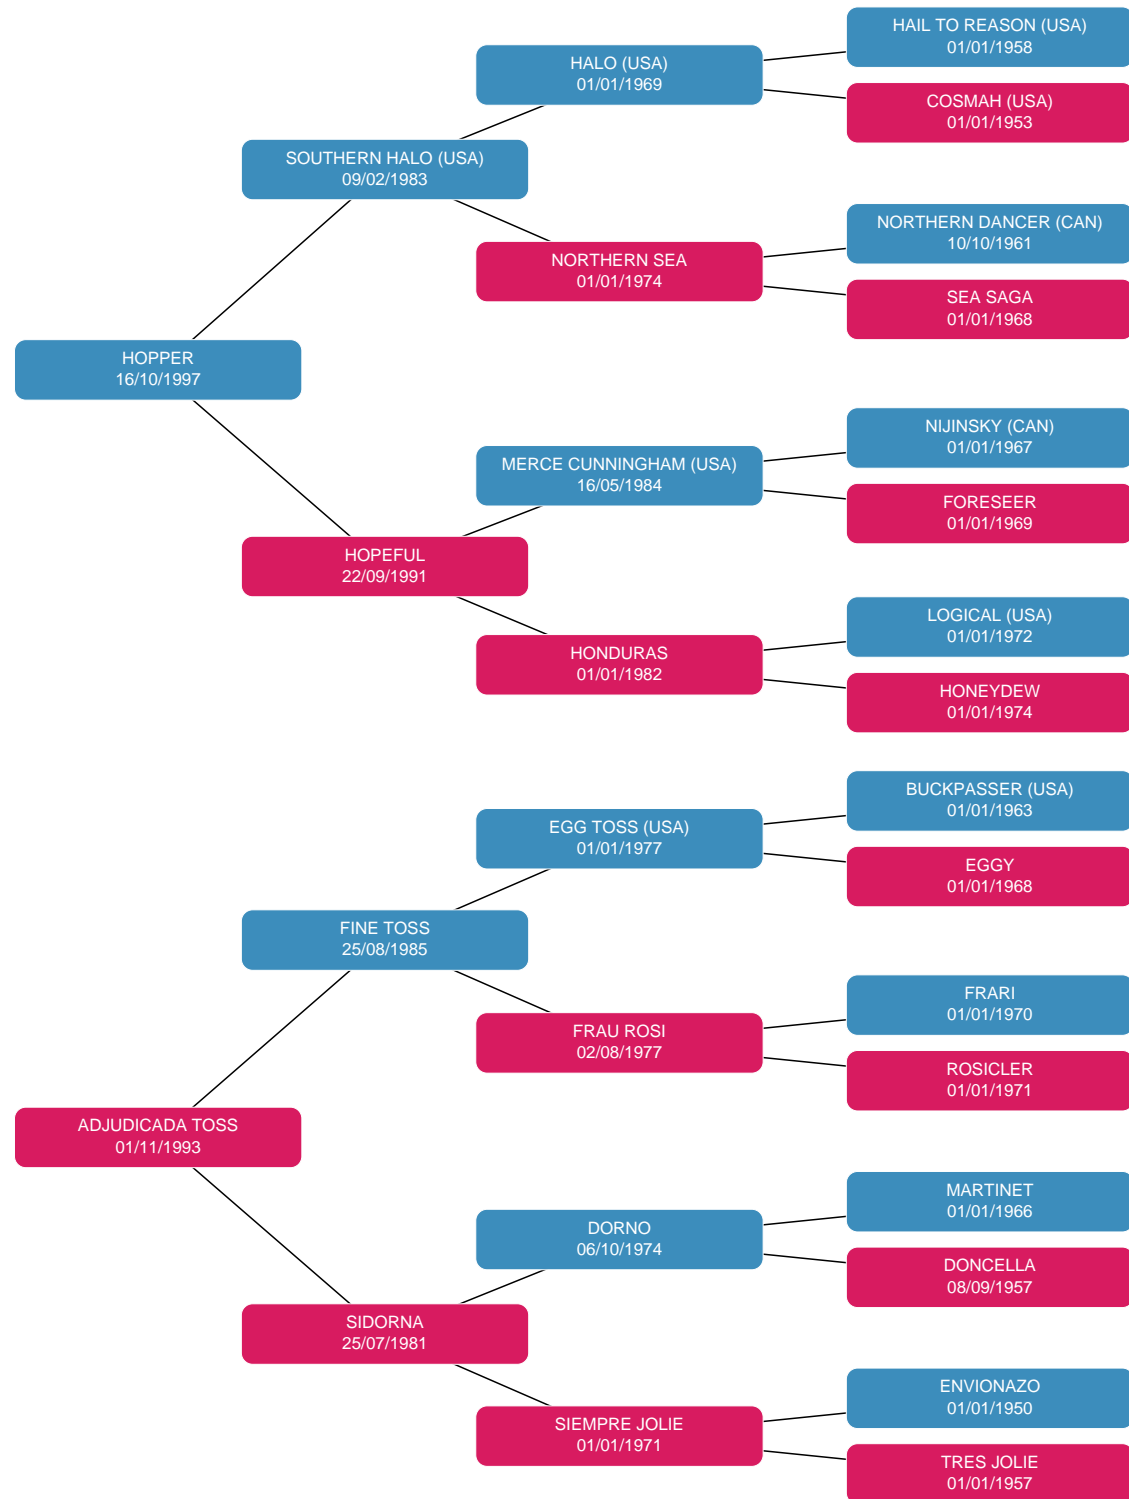 HAIL TO REASON (USA)
01/01/1958
HALO (USA)
01/01/1969
COSMAH (USA)
01/01/1953
SOUTHERN HALO (USA)
09/02/1983
NORTHERN DANCER (CAN)
10/10/1961
NORTHERN SEA
01/01/1974
SEA SAGA
01/01/1968
HOPPER
16/10/1997
NIJINSKY (CAN)
01/01/1967
MERCE CUNNINGHAM (USA)
16/05/1984
FORESEER
01/01/1969
HOPEFUL
22/09/1991
LOGICAL (USA)
01/01/1972
HONDURAS
01/01/1982
HONEYDEW
01/01/1974
BUCKPASSER (USA)
01/01/1963
EGG TOSS (USA)
01/01/1977
EGGY
01/01/1968
FINE TOSS
25/08/1985
FRARI
01/01/1970
FRAU ROSI
02/08/1977
ROSICLER
01/01/1971
ADJUDICADA TOSS
01/11/1993
MARTINET
01/01/1966
DORNO
06/10/1974
DONCELLA
08/09/1957
SIDORNA
25/07/1981
ENVIONAZO
01/01/1950
SIEMPRE JOLIE
01/01/1971
TRES JOLIE
01/01/1957